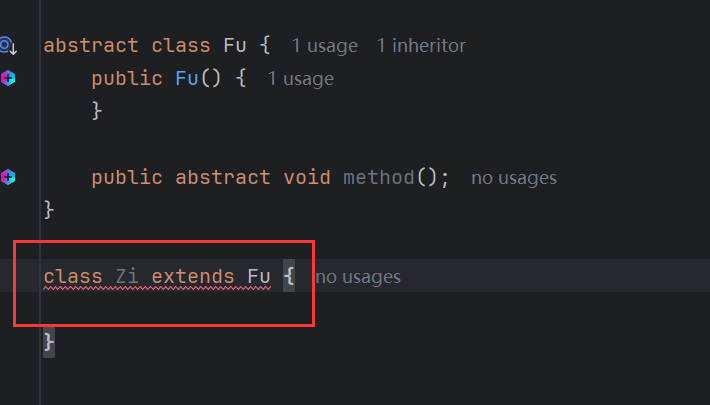 abstract class Fu { 1 usage 1 inheritor
public Fu() { 1 usage
}
public abstract void method(); no usages
}
class Zi extends Fu { no usages
}